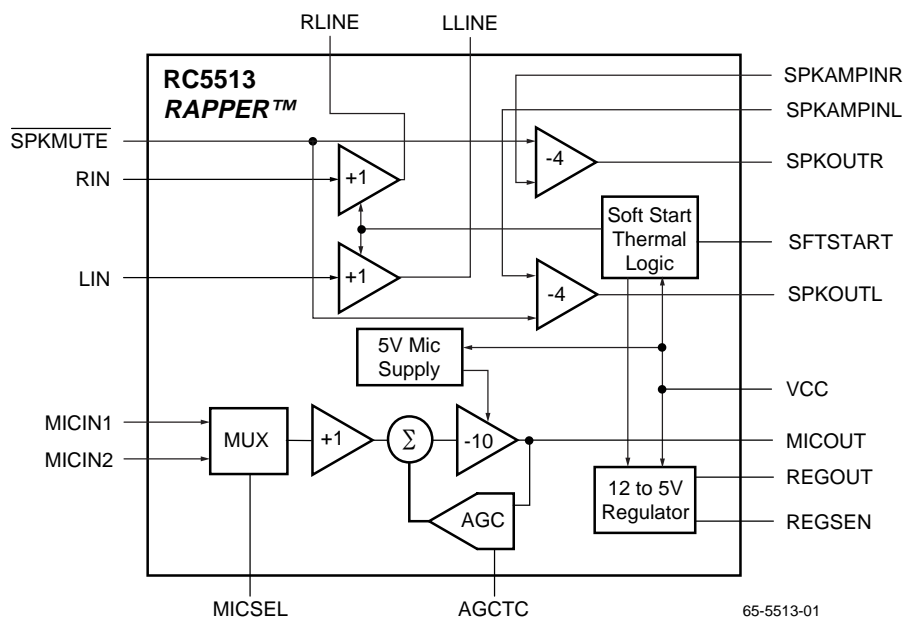 RLINE
LLINE
RC5513
RAPPER™
SPKAMPINR
SPKAMPINL
SPKMUTE
-4
SPKOUTR
RIN
+1
Soft Start
Thermal
Logic
SFTSTART
LIN
+1
-4
SPKOUTL
5V Mic
Supply
VCC
MICIN1
MUX
+1
Σ
-10
MICOUT
MICIN2
REGOUT
12 to 5V
Regulator
AGC
REGSEN
MICSEL
AGCTC
65-5513-01